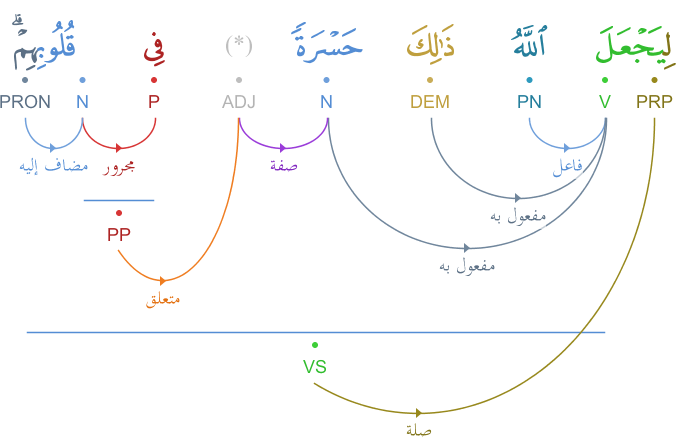 لِيَجْعَلَ ٱللَّهُ ذَٰلِكَ حَسْرَةً (*) فِى قُلُوبِهِمْ ۗ
PRON N P ADJ N DEM PN V PRP
مضاف إليه مجرور صفة فاعل
مفعول به
PP
مفعول به
متعلق
VS
صلة